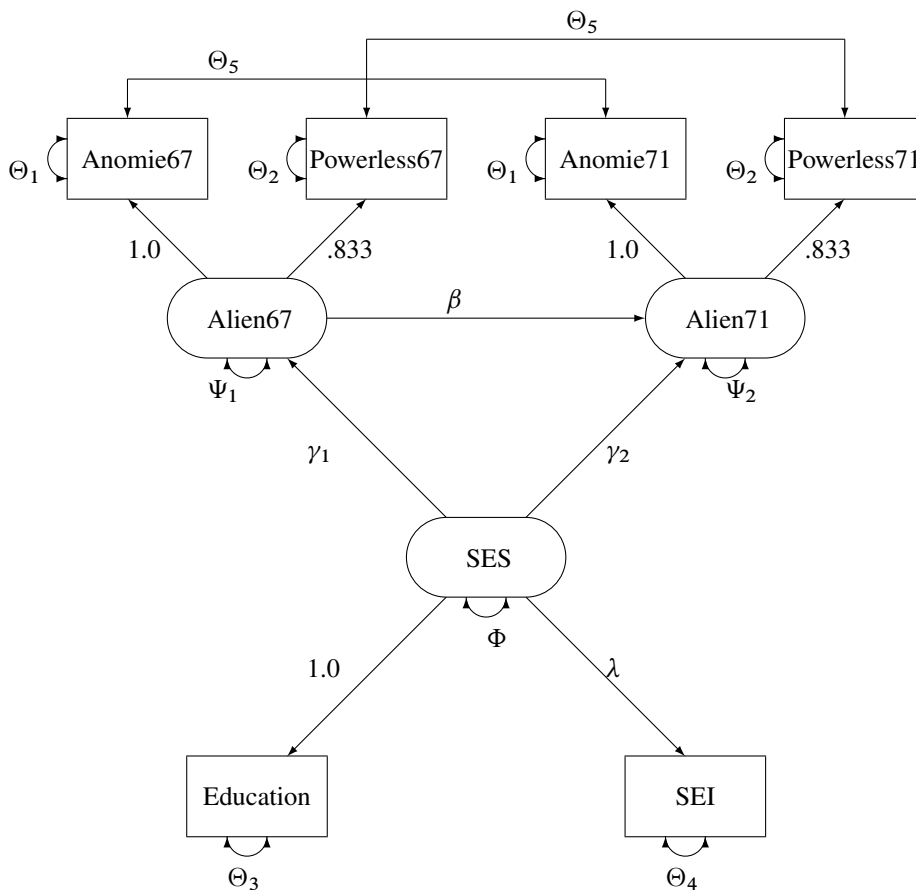 Θ5
Θ5
Θ1
Anomie67
Θ2
Powerless67
Θ1
Anomie71
Θ2
Powerless71
1.0
.833
1.0
.833
Alien67
β
Alien71
Ψ1
Ψ2
γ1
γ2
SES
Φ
1.0
λ
Education
SEI
Θ3
Θ4